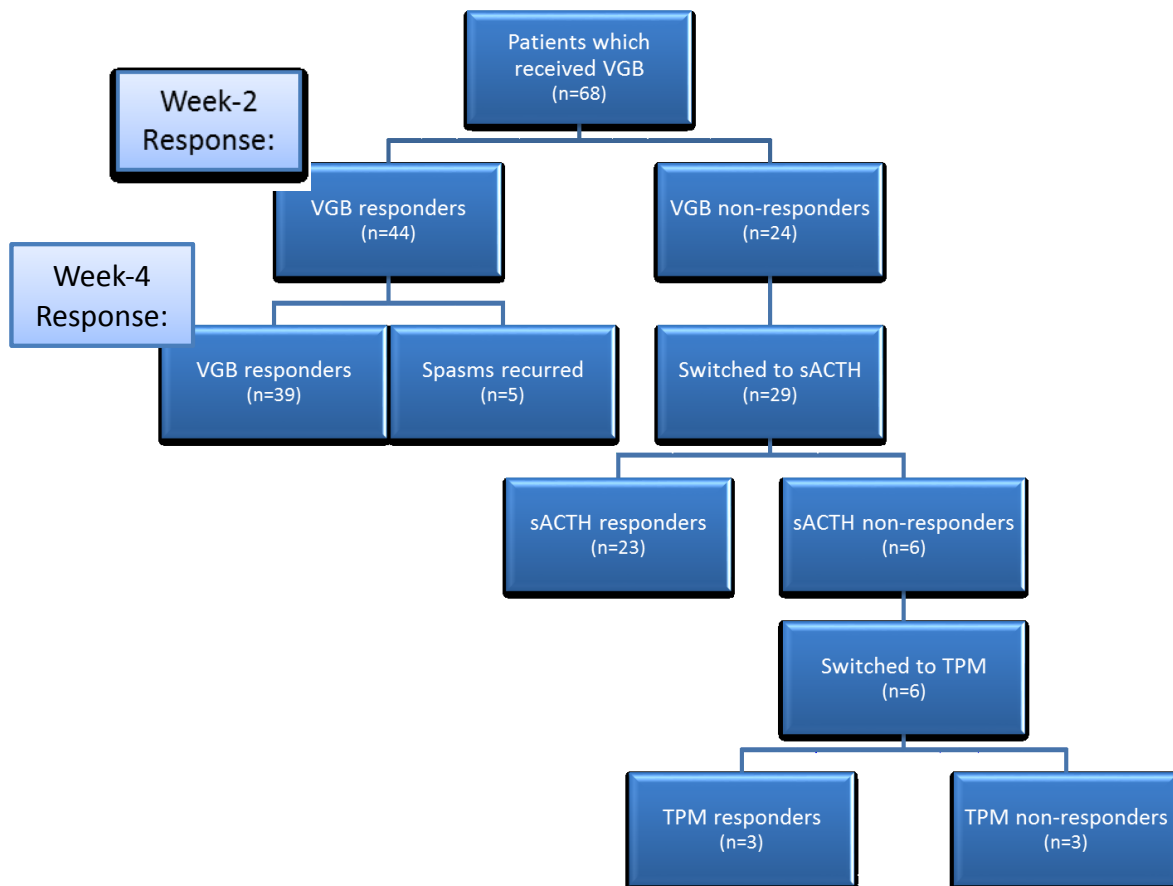 Patients which
received VGB
(n=68)
Week-2
Response:
VGB responders
(n=44)
VGB non-responders
(n=24)
Week-4
Response:
VGB responders
(n=39)
Spasms recurred
(n=5)
Switched to sACTH
(n=29)
sACTH responders
(n=23)
sACTH non-responders
(n=6)
Switched to TPM
(n=6)
TPM responders
(n=3)
TPM non-responders
(n=3)